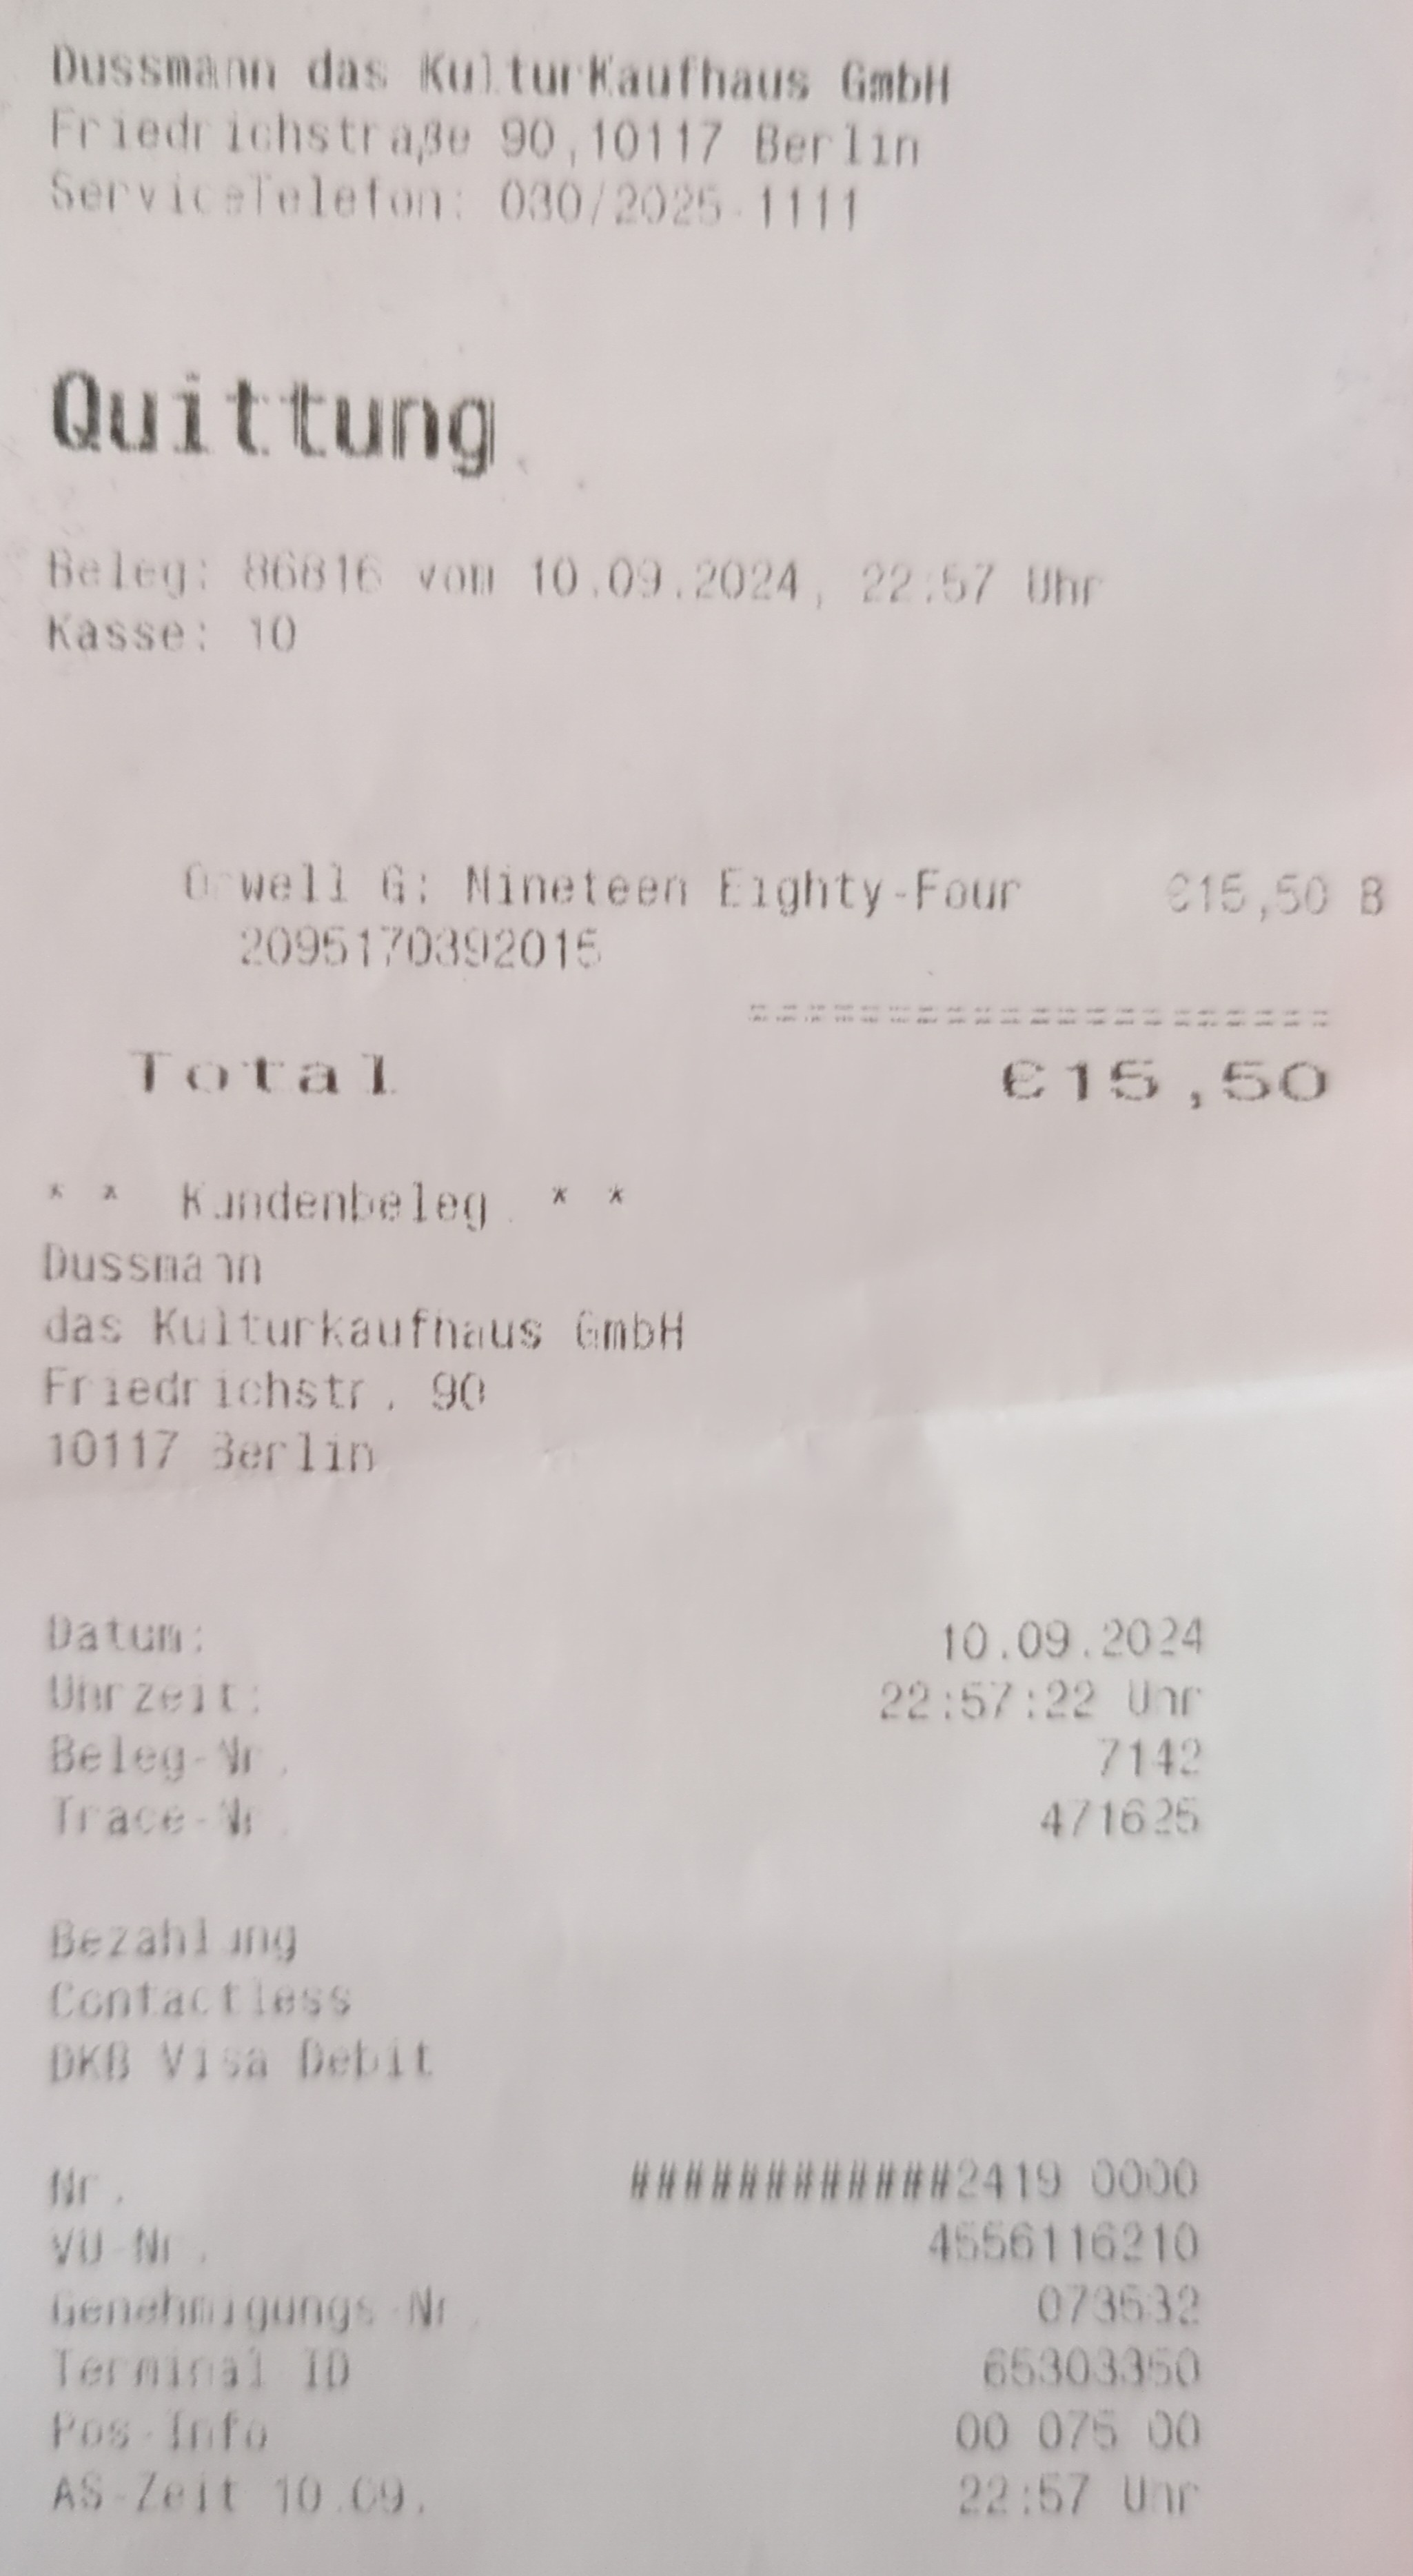 Dussmann das KulturKaufhaus GmbH
Friedrichstraße 90,10117 Berlin
ServiceTelefon: 030/2025-1111
Quittung
Beleg: 86816 vom 10.09.2024, 22:57 Uhr
Kasse: 10
Orwell G: Nineteen Eighty-Four €15,50 B
2095170392015
=====================
Total €15,50
* * Kundenbeleg * *
Dussmann
das Kulturkaufhaus GmbH
Friedrichstr. 90
10117 Berlin
Datum: 10.09.2024
Uhrzeit: 22:57:22 Uhr
Beleg-Nr. 7142
Trace-Nr. 471625
Bezahlung
Contactless
DKB Visa Debit
Nr. ############2419 0000
VU-Nr. 4556116210
Genehmigungs-Nr. 073532
Terminal ID 65303350
Pos-Info 00 075 00
AS-Zeit 10.09. 22:57 Uhr